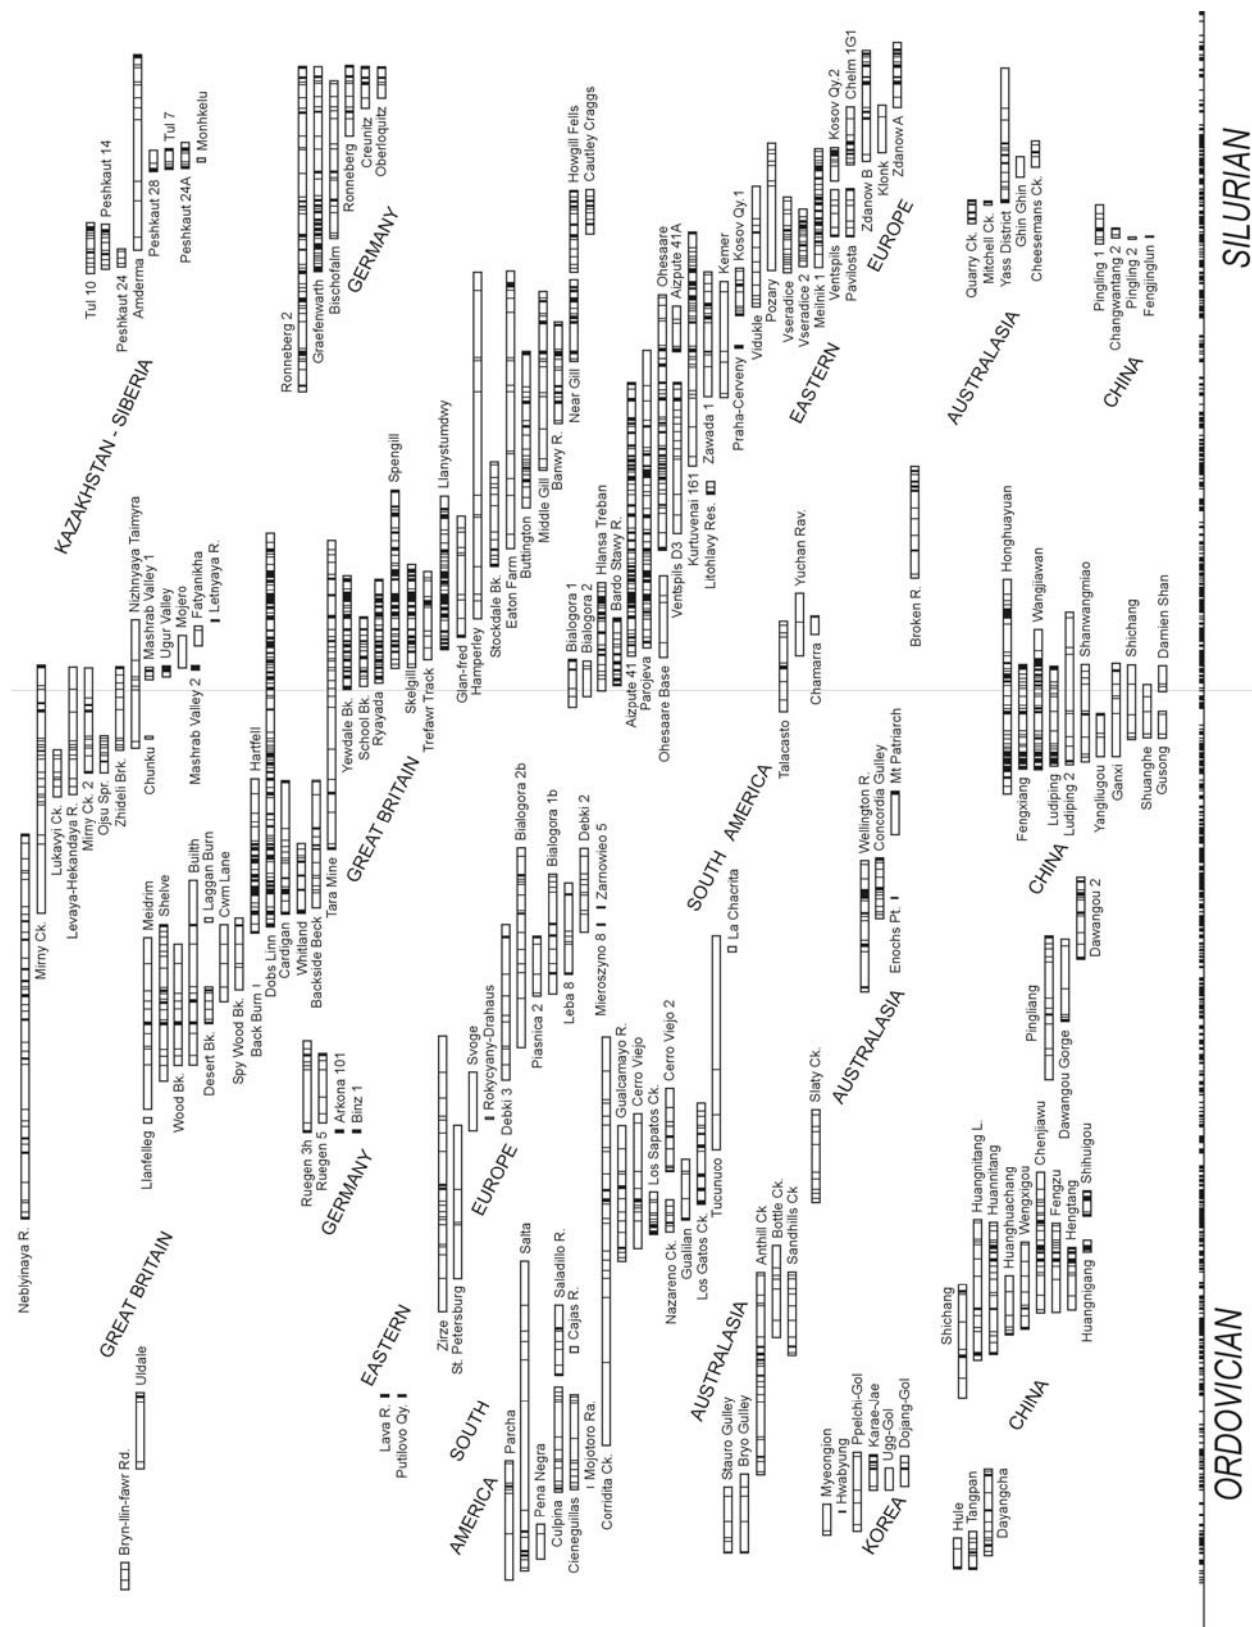 KAZAKHSTAN - SIBERIA
Tul 10
Peshkaut 14
Peshkaut 24
Amderma
Peshkaut 28
Tul 7
Peshkaut 24A
Monhkelu
Neblyinaya R.
Mirny Ck.
Lukavyi Ck.
Levaya-Hekandaya R.
Mirny Ck. 2
Ojsu Spr.
Zhideli Brk.
Nizhnyaya Taimyra
Chunku
Mashrab Valley 1
Ugur Valley
Mojero
Mashrab Valley 2
Fatyanikha
Letnyaya R.
GREAT BRITAIN
Bryn-llin-fawr Rd.
Uldale
Llanfelleg
Meidrim
Shelve
Wood Bk.
Builth
Desert Bk.
Laggan Burn
Cwm Lane
Spy Wood Bk.
Back Burn I
Hartfell
Dobs Linn
Cardigan
Whitland
Backside Beck
Tara Mine
GREAT BRITAIN
Yewdale Bk.
School Bk.
Ryayada
Spengill
Skelgill
Trefawr Track
Llanystumdwy
Glan-fred
Hamperley
Stockdale Bk.
Eaton Farm
Buttington
Middle Gill
Banwy R.
Near Gill
Howgill Fells
Cautley Craggs
GERMANY
Ronneberg 2
Graefenwarth
Bischofalm
Ronneberg
Creunitz
Oberloquitz
GERMANY
Ruegen 3h
Ruegen 5
Arkona 101
Binz 1
EASTERN
EUROPE
Lava R.
Putilovo Qy.
Zirze
St. Petersburg
Svoge
Rokycyany-Drahaus
Debki 3
Bialogora 2b
Piasnica 2
Bialogora 1b
Leba 8
Debki 2
Mieroszyno 8
Zarnowieo 5
Bialogora 1
Bialogora 2
Hlansa Treban
Bardo Stawy R.
Aizpute 41
Parojeva
Ohesaare Base
Ohesaare
Ventspils D3
Aizpute 41A
Kurtuvenai 161
Litohlavy Res.
Zawada 1
Kemer
Praha-Cerveny
Kosov Qy.1
Vidukle
Pozary
Vseradice
Vseradice 2
Meilnik 1
Ventspils
Kosov Qy.2
Pavilosta
Chelm 1G1
Zdanow B
Klonk
Zdanow A
EASTERN
EUROPE
SOUTH
AMERICA
Parcha
Salta
Pena Negra
Culpina
Saladillo R.
Cieneguilas
Cajas R.
Mojotoro Ra.
Corridita Ck.
Gualcamayo R.
Cerro Viejo
Los Sapatos Ck.
Nazareno Ck.
Cerro Viejo 2
Gualilan
Los Gatos Ck.
Tucunuco
La Chacrita
SOUTH AMERICA
Talacasto
Yuchan Rav.
Chamarra
AUSTRALASIA
Stauro Gulley
Bryo Gulley
Anthill Ck
Bottle Ck.
Sandhills Ck
Slaty Ck.
AUSTRALASIA
Wellington R.
Concordia Gulley
Enochs Pt.
Mt Patriarch
Broken R.
AUSTRALASIA
Quarry Ck.
Mitchell Ck.
Yass District
Ghin Ghin
Cheesemans Ck.
KOREA
Myeongion
Hwabyung
Ppelchi-Gol
Karae-Jae
Ugg-Gol
Dojang-Gol
CHINA
Hule
Tangpan
Dayangcha
Shichang
Huangnitang L.
Huannitang
Huanghuachang
Wengxigou
Chenjiawu
Fengzu
Hengtang
Huangnigang
Shihuigou
CHINA
Pingliang
Dawangou Gorge
Dawangou 2
Honghuayuan
Fengxiang
Wangjiawan
Ludiping
Ludiping 2
Shanwangmiao
Yangliugou
Ganxi
Shichang
Shuanghe
Gusong
Damien Shan
CHINA
Pingling 1
Changwantang 2
Pingling 2
Fengjinglun
ORDOVICIAN
SILURIAN